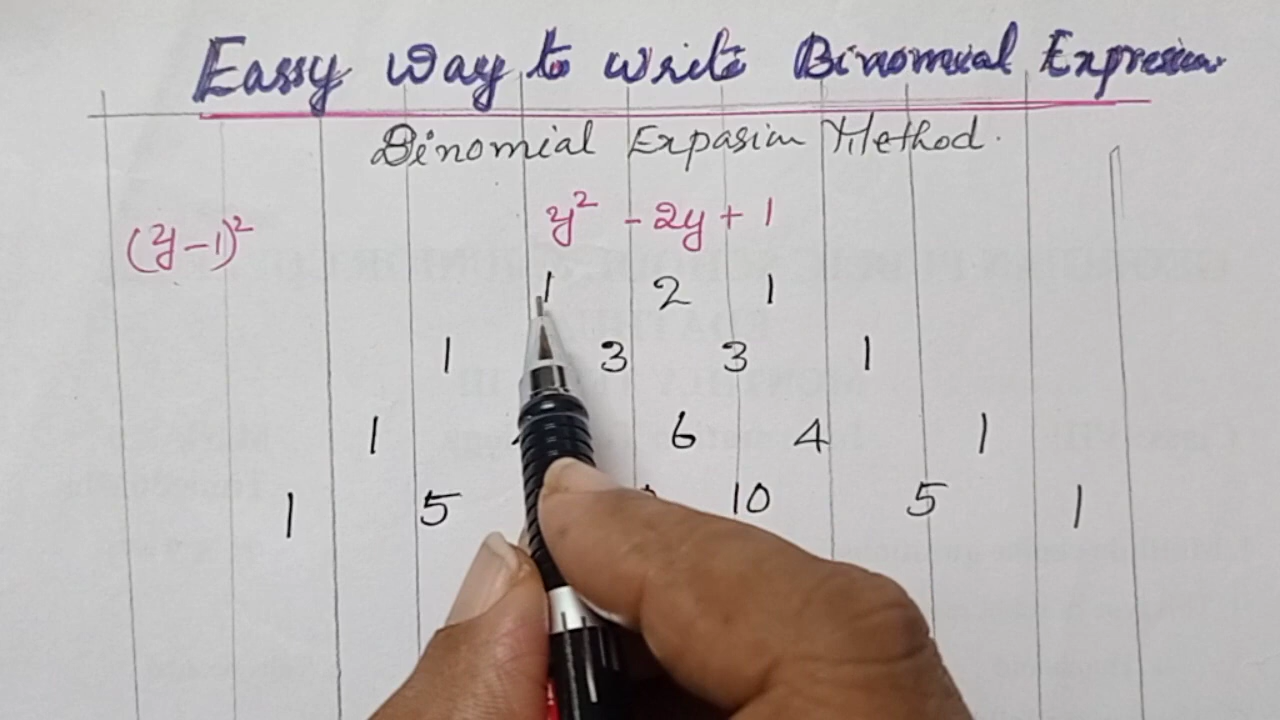 Eassy way to write Binomial Expression
Binomial Expasion Method.
(y-1)² y² - 2y + 1
1 2 1
1 3 3 1
1 6 4 1
1 5 10 5 1